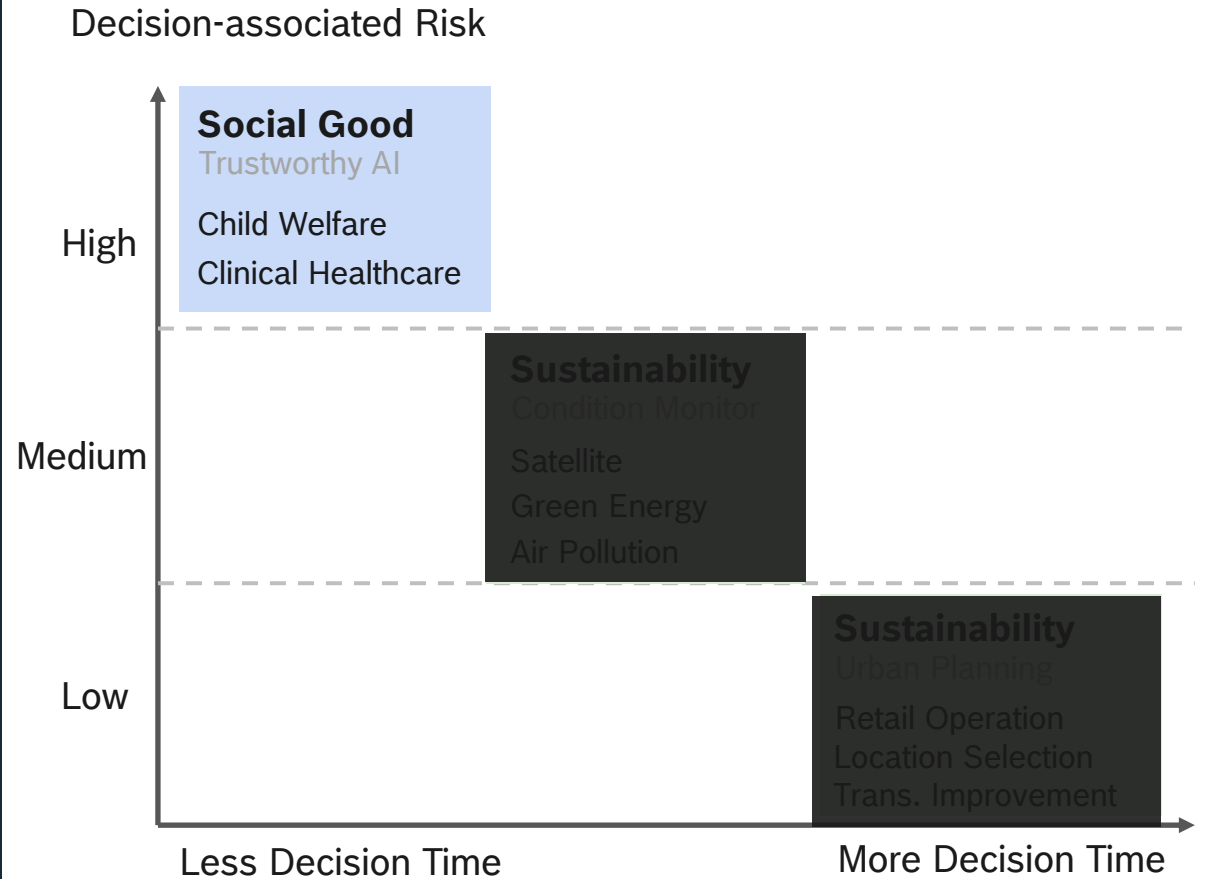 Decision-associated Risk
Social Good
Trustworthy AI
Child Welfare
Clinical Healthcare
High
Sustainability
Condition Monitor
Satellite
Green Energy
Air Pollution
Medium
Sustainability
Urban Planning
Retail Operation
Location Selection
Trans. Improvement
Low
Less Decision Time
More Decision Time